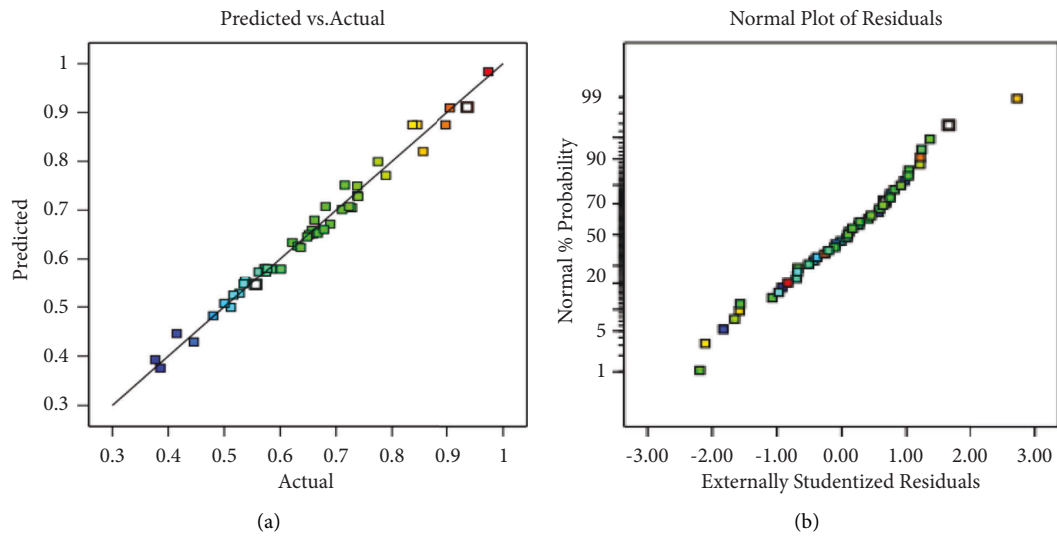 Predicted vs.Actual
1
0.9
0.8
0.7
0.6
0.5
0.4
0.3
Predicted
0.3 0.4 0.5 0.6 0.7 0.8 0.9 1
Actual
(a)
Normal Plot of Residuals
99
90
70
50
20
5
1
Normal % Probability
-3.00 -2.00 -1.00 0.00 1.00 2.00 3.00
Externally Studentized Residuals
(b)